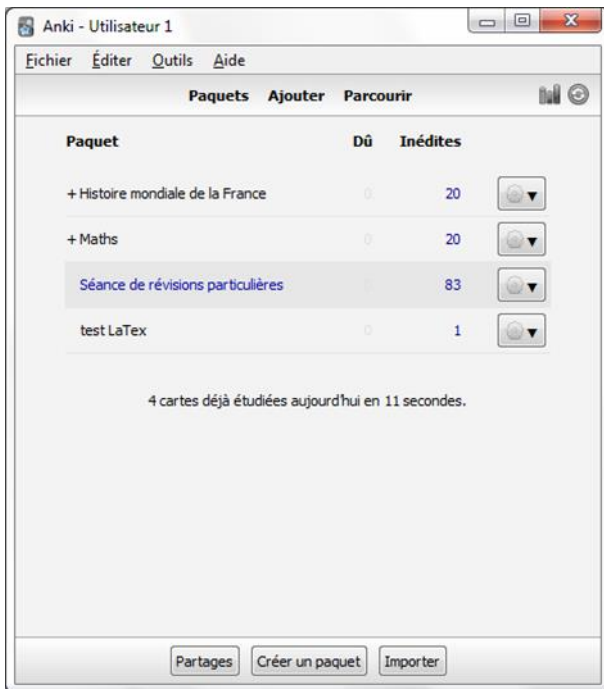 Anki - Utilisateur 1
Fichier Éditer Outils Aide
Paquets Ajouter Parcourir
Paquet Dû Inédites
+ Histoire mondiale de la France 0 20
+ Maths 0 20
Séance de révisions particulières 83
test LaTex 0 1
4 cartes déjà étudiées aujourd'hui en 11 secondes.
Partages Créer un paquet Importer